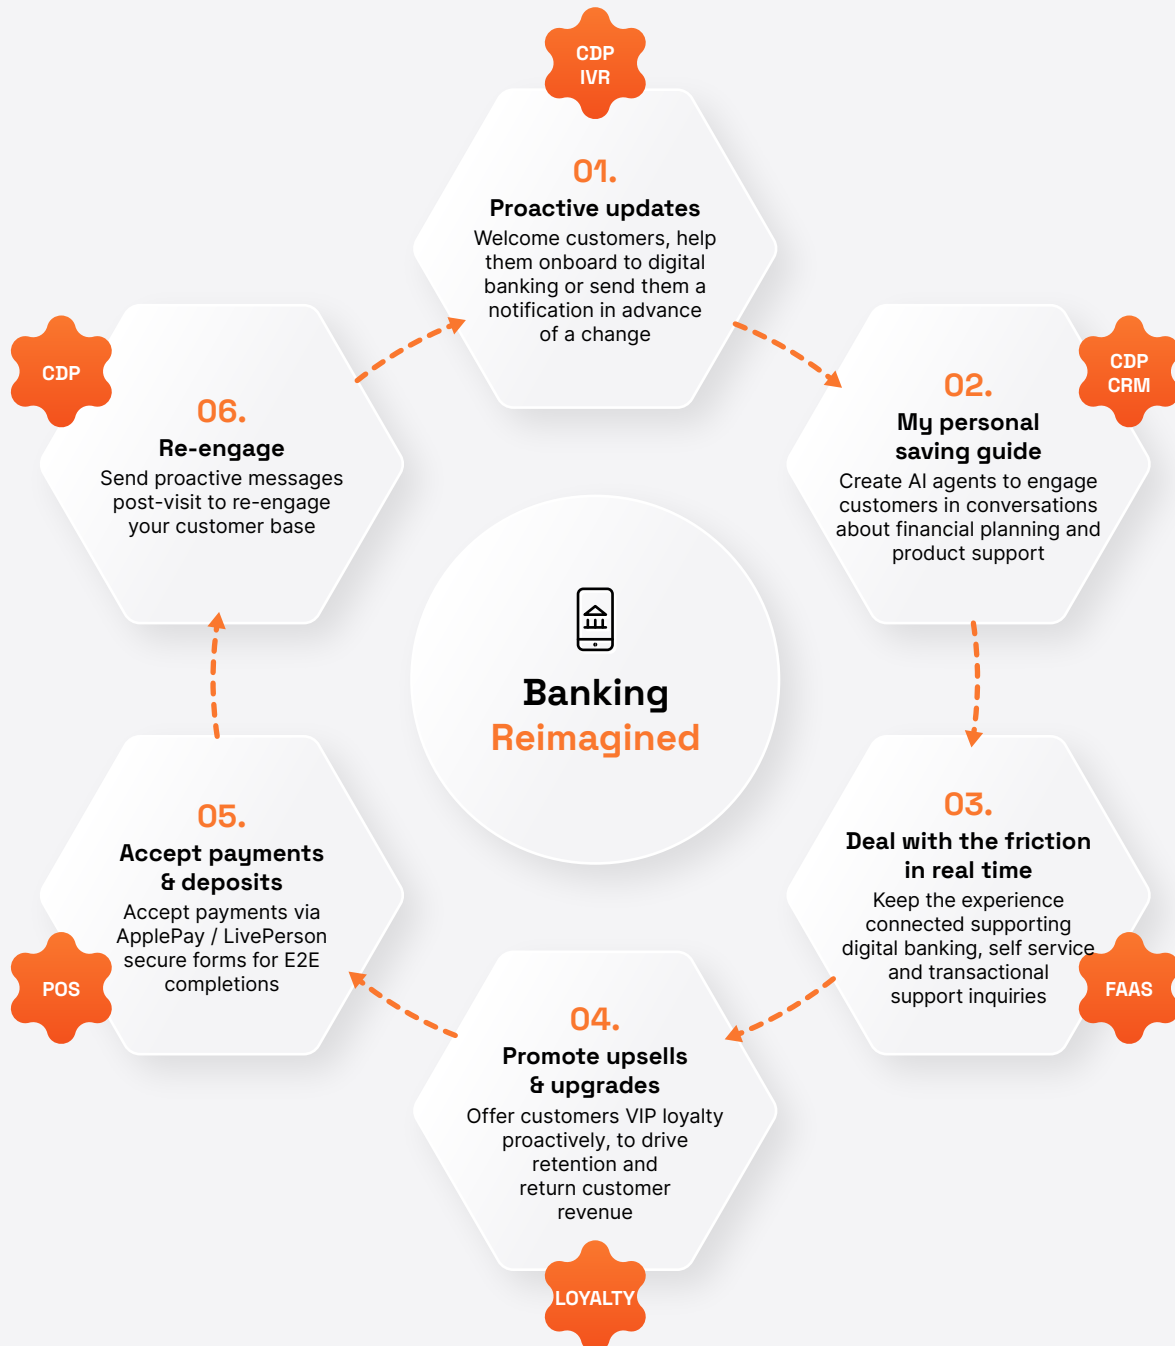 CDP
IVR
01.
Proactive updates
Welcome customers, help
them onboard to digital
banking or send them a
notification in advance
of a change
CDP
CRM
02.
My personal
saving guide
Create AI agents to engage
customers in conversations
about financial planning and
product support
03.
Deal with the friction
in real time
Keep the experience
connected supporting
digital banking, self service
and transactional
support inquiries
FAAS
04.
Promote upsells
& upgrades
Offer customers VIP loyalty
proactively, to drive
retention and
return customer
revenue
LOYALTY
05.
Accept payments
& deposits
Accept payments via
ApplePay / LivePerson
secure forms for E2E
completions
POS
CDP
06.
Re-engage
Send proactive messages
post-visit to re-engage
your customer base
Banking
Reimagined